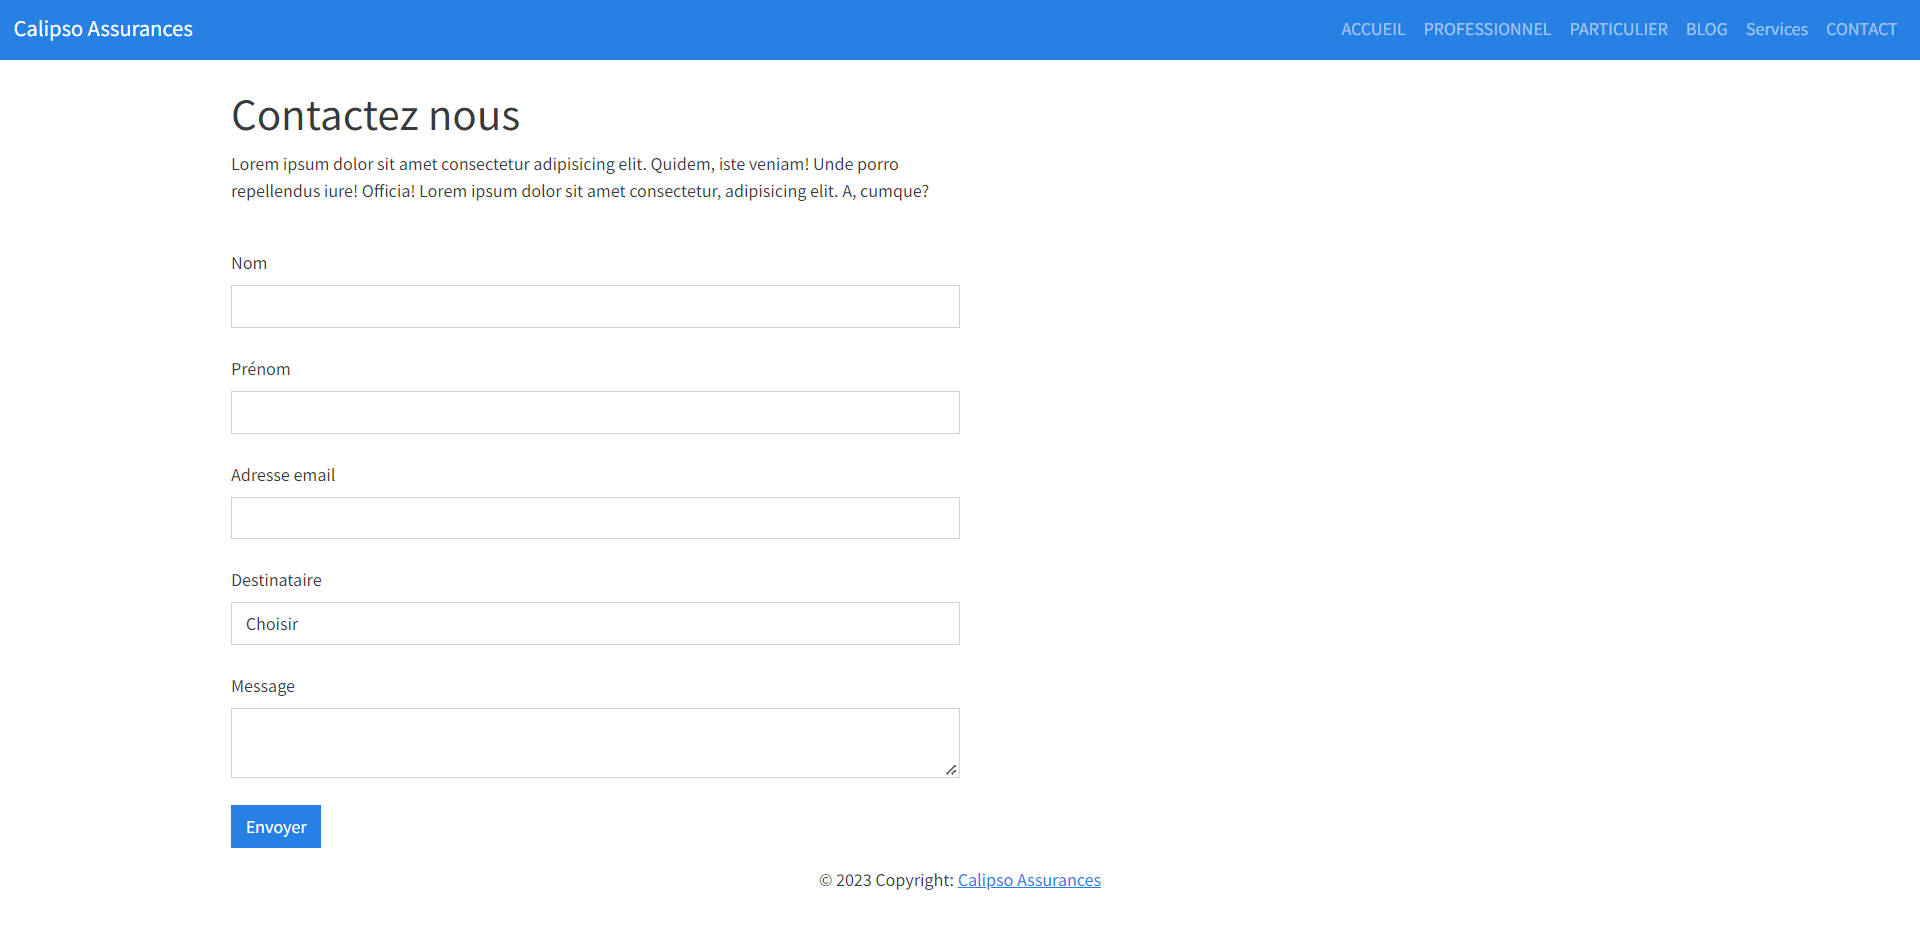 Calipso Assurances
ACCUEIL PROFESSIONNEL PARTICULIER BLOG Services CONTACT
Contactez nous
Lorem ipsum dolor sit amet consectetur adipisicing elit. Quidem, iste veniam! Unde porro
repellendus iure! Officia! Lorem ipsum dolor sit amet consectetur, adipisicing elit. A, cumque?
Nom
Prénom
Adresse email
Destinataire
Choisir
Message
Envoyer
© 2023 Copyright: Calipso Assurances